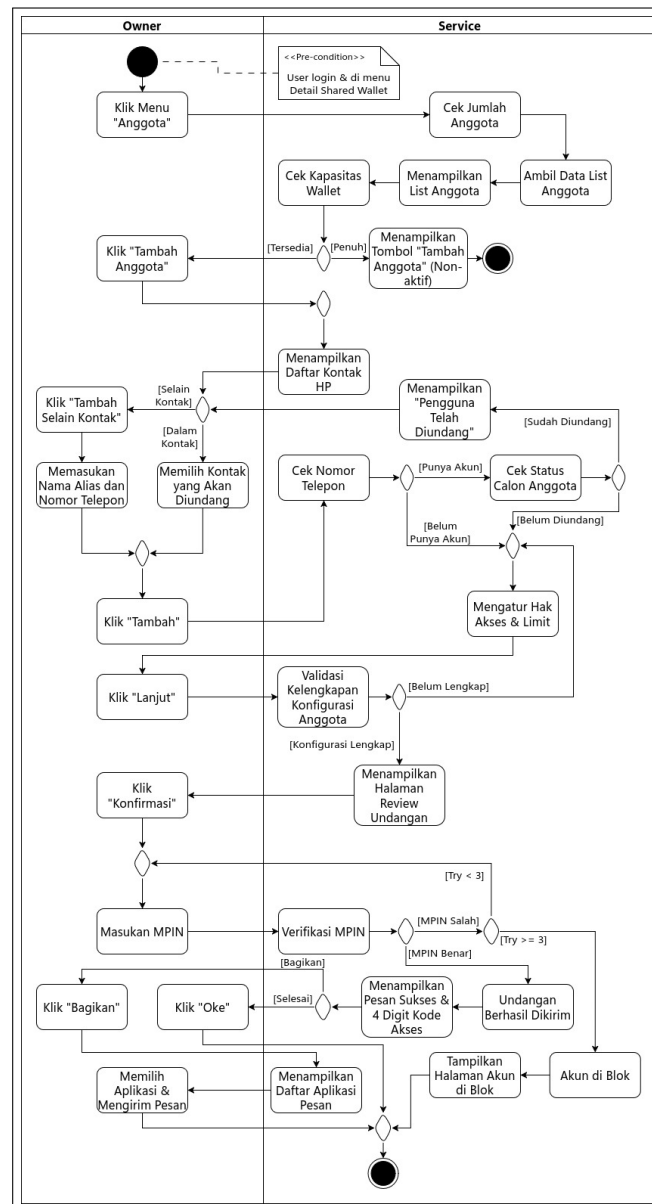 Owner
Service
<<Pre-condition>>
User login & di menu
Detail Shared Wallet
Klik Menu
"Anggota"
Cek Jumlah
Anggota
Cek Kapasitas
Wallet
Menampilkan
List Anggota
Ambil Data List
Anggota
Klik "Tambah
Anggota"
[Tersedia]
[Penuh]
Menampilkan
Tombol "Tambah
Anggota" (Non-
aktif)
Menampilkan
Daftar Kontak
HP
Klik "Tambah
Selain Kontak"
[Selain
Kontak]
[Dalam
Kontak]
Menampilkan
"Pengguna
Telah
Diundang"
[Sudah Diundang]
Memasukan
Nama Alias dan
Nomor Telepon
Memilih Kontak
yang Akan
Diundang
Cek Nomor
Telepon
[Punya Akun]
Cek Status
Calon Anggota
[Belum
Punya Akun]
[Belum Diundang]
Klik "Tambah"
Mengatur Hak
Akses & Limit
Klik "Lanjut"
Validasi
Kelengkapan
Konfigurasi
Anggota
[Belum Lengkap]
[Konfigurasi Lengkap]
Klik
"Konfirmasi"
Menampilkan
Halaman
Review
Undangan
[Try < 3]
Masukan MPIN
Verifikasi MPIN
[MPIN Salah]
[Try >= 3]
[MPIN Benar]
[Bagikan]
Klik "Bagikan"
Klik "Oke"
[Selesai]
Menampilkan
Pesan Sukses &
4 Digit Kode
Akses
Undangan
Berhasil Dikirim
Memilih
Aplikasi &
Mengirim Pesan
Menampilkan
Daftar Aplikasi
Pesan
Tampilkan
Halaman Akun
di Blok
Akun di Blok